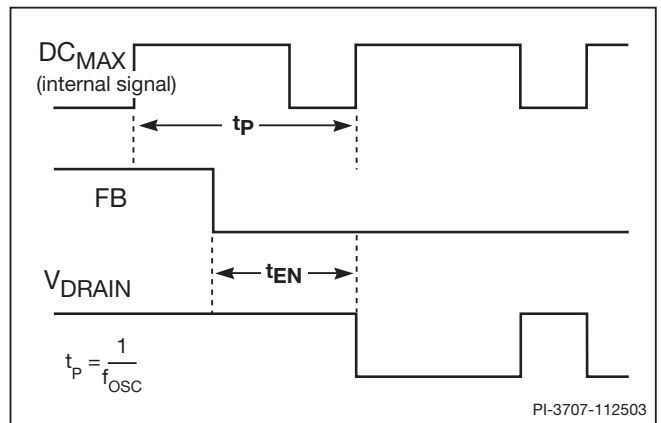 DCMAX
(internal signal)
tP
FB
tEN
VDRAIN
tP = 1/fOSC
PI-3707-112503